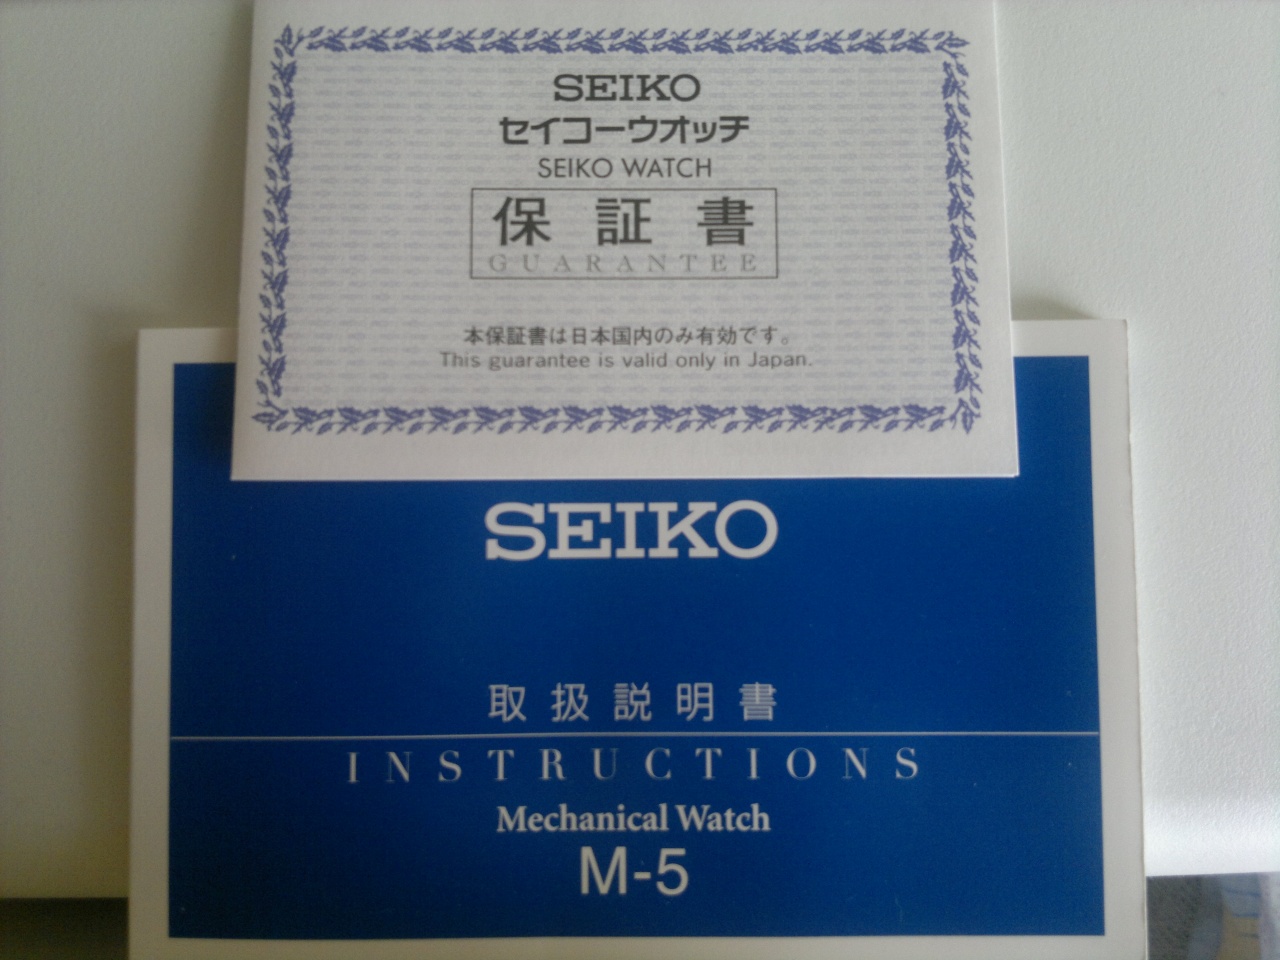 SEIKO
セイコーウオッチ
SEIKO WATCH
保証書
GUARANTEE
本保証書は日本国内のみ有効です。
This guarantee is valid only in Japan.
SEIKO
取扱説明書
INSTRUCTIONS
Mechanical Watch
M-5